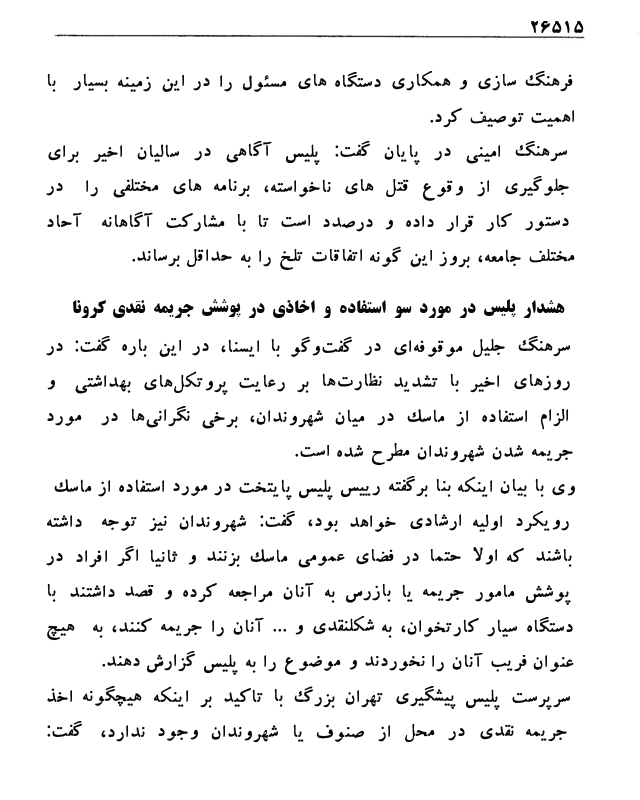 ۲۶۵۱۵
فرهنگ سازی و همکاری دستگاه های مسئول را در این زمینه بسیار با
اهمیت توصیف کرد.
سرهنگ امینی در پایان گفت: پلیس آگاهی در سالیان اخیر برای
جلوگیری از وقوع قتل های ناخواسته، برنامه های مختلفی را در
دستور کار قرار داده و درصدد است تا با مشارکت آگاهانه آحاد
مختلف جامعه، بروز این گونه اتفاقات تلخ را به حداقل برساند.
هشدار پلیس در مورد سو استفاده و اخاذی در پوشش جریمه نقدی کرونا
سرهنگ جلیل موقوفه‌ای در گفت‌وگو با ایسنا، در این باره گفت: در
روزهای اخیر با تشدید نظارت‌ها بر رعایت پروتکل‌های بهداشتی و
الزام استفاده از ماسک در میان شهروندان، برخی نگرانی‌ها در مورد
جریمه شدن شهروندان مطرح شده است.
وی با بیان اینکه بنا برگفته رییس پلیس پایتخت در مورد استفاده از ماسک
رویکرد اولیه ارشادی خواهد بود، گفت: شهروندان نیز توجه داشته
باشند که اولا حتما در فضای عمومی ماسک بزنند و ثانیا اگر افراد در
پوشش مامور جریمه یا بازرس به آنان مراجعه کرده و قصد داشتند با
دستگاه سیار کارتخوان، به شکلنقدی و ... آنان را جریمه کنند، به هیچ
عنوان فریب آنان را نخوردند و موضوع را به پلیس گزارش دهند.
سرپرست پلیس پیشگیری تهران بزرگ با تاکید بر اینکه هیچگونه اخذ
جریمه نقدی در محل از صنوف یا شهروندان وجود ندارد، گفت: